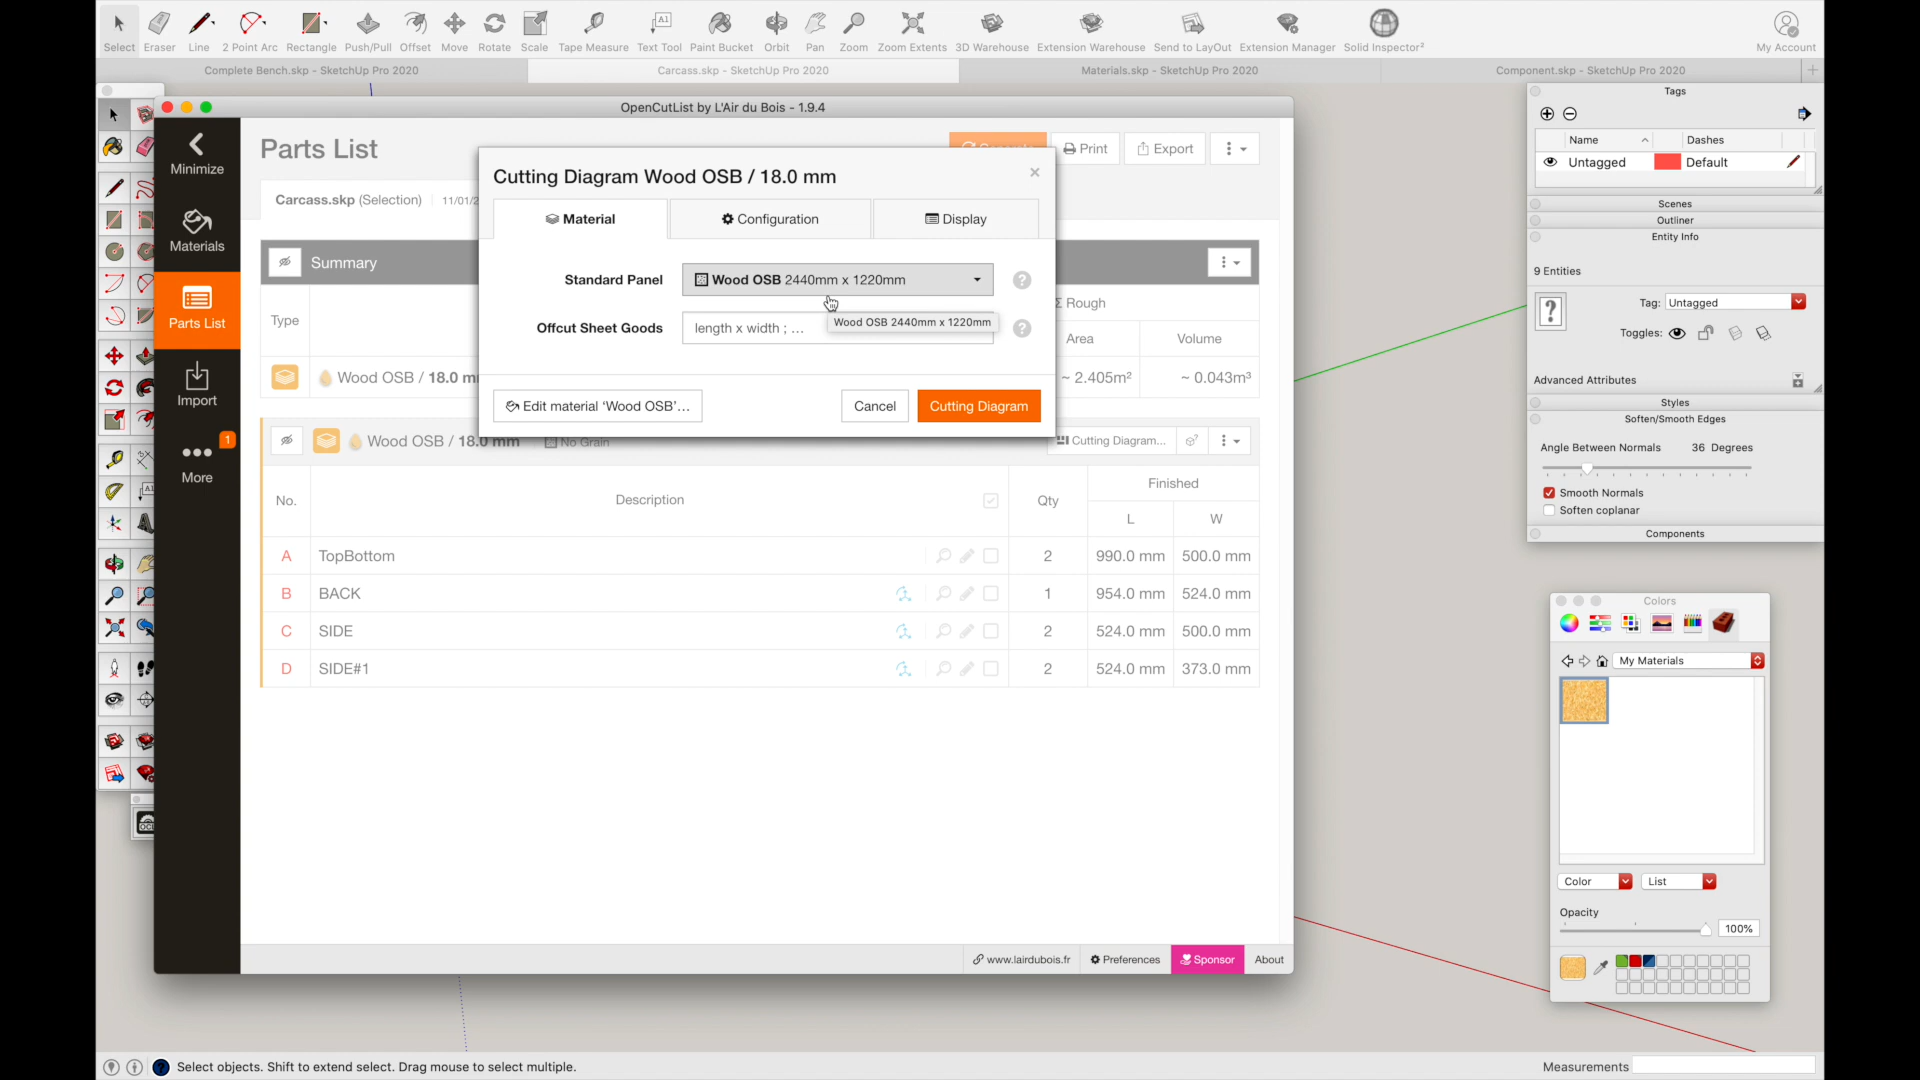 Select Eraser Line 2 Point Arc Rectangle Push/Pull Offset Move Rotate Scale Tape Measure Text Tool Paint Bucket Orbit Pan Zoom Zoom Extents 3D Warehouse Extension Warehouse Send to LayOut Extension Manager Solid Inspector² My Account
Complete Bench.skp - SketchUp Pro 2020 Carcass.skp - SketchUp Pro 2020 Materials.skp - SketchUp Pro 2020 Component.skp - SketchUp Pro 2020
OpenCutList by L'Air du Bois - 1.9.4
Minimize
Materials
Parts List
Import
1
More
Parts List
Print
Export
Carcass.skp (Selection) 11/01/2
Summary
Type
Σ Rough
Area Volume
Wood OSB / 18.0 m
~ 2.405m² ~ 0.043m³
Cutting Diagram Wood OSB / 18.0 mm
×
Material Configuration Display
Standard Panel Wood OSB 2440mm x 1220mm ?
Wood OSB 2440mm x 1220mm
Offcut Sheet Goods length x width ; ... ?
Edit material ‘Wood OSB’... Cancel Cutting Diagram
Wood OSB / 18.0 mm No Grain Cutting Diagram...
No. Description Qty Finished
L W
A TopBottom 2 990.0 mm 500.0 mm
B BACK 1 954.0 mm 524.0 mm
C SIDE 2 524.0 mm 500.0 mm
D SIDE#1 2 524.0 mm 373.0 mm
www.lairdubois.fr Preferences Sponsor About
Tags
Name Dashes
Untagged Default
Scenes
Outliner
Entity Info
9 Entities
? Tag: Untagged
Toggles:
Advanced Attributes
Styles
Soften/Smooth Edges
Angle Between Normals 36 Degrees
Smooth Normals
Soften coplanar
Components
Colors
My Materials
Color List
Opacity
100%
? Select objects. Shift to extend select. Drag mouse to select multiple.
Measurements